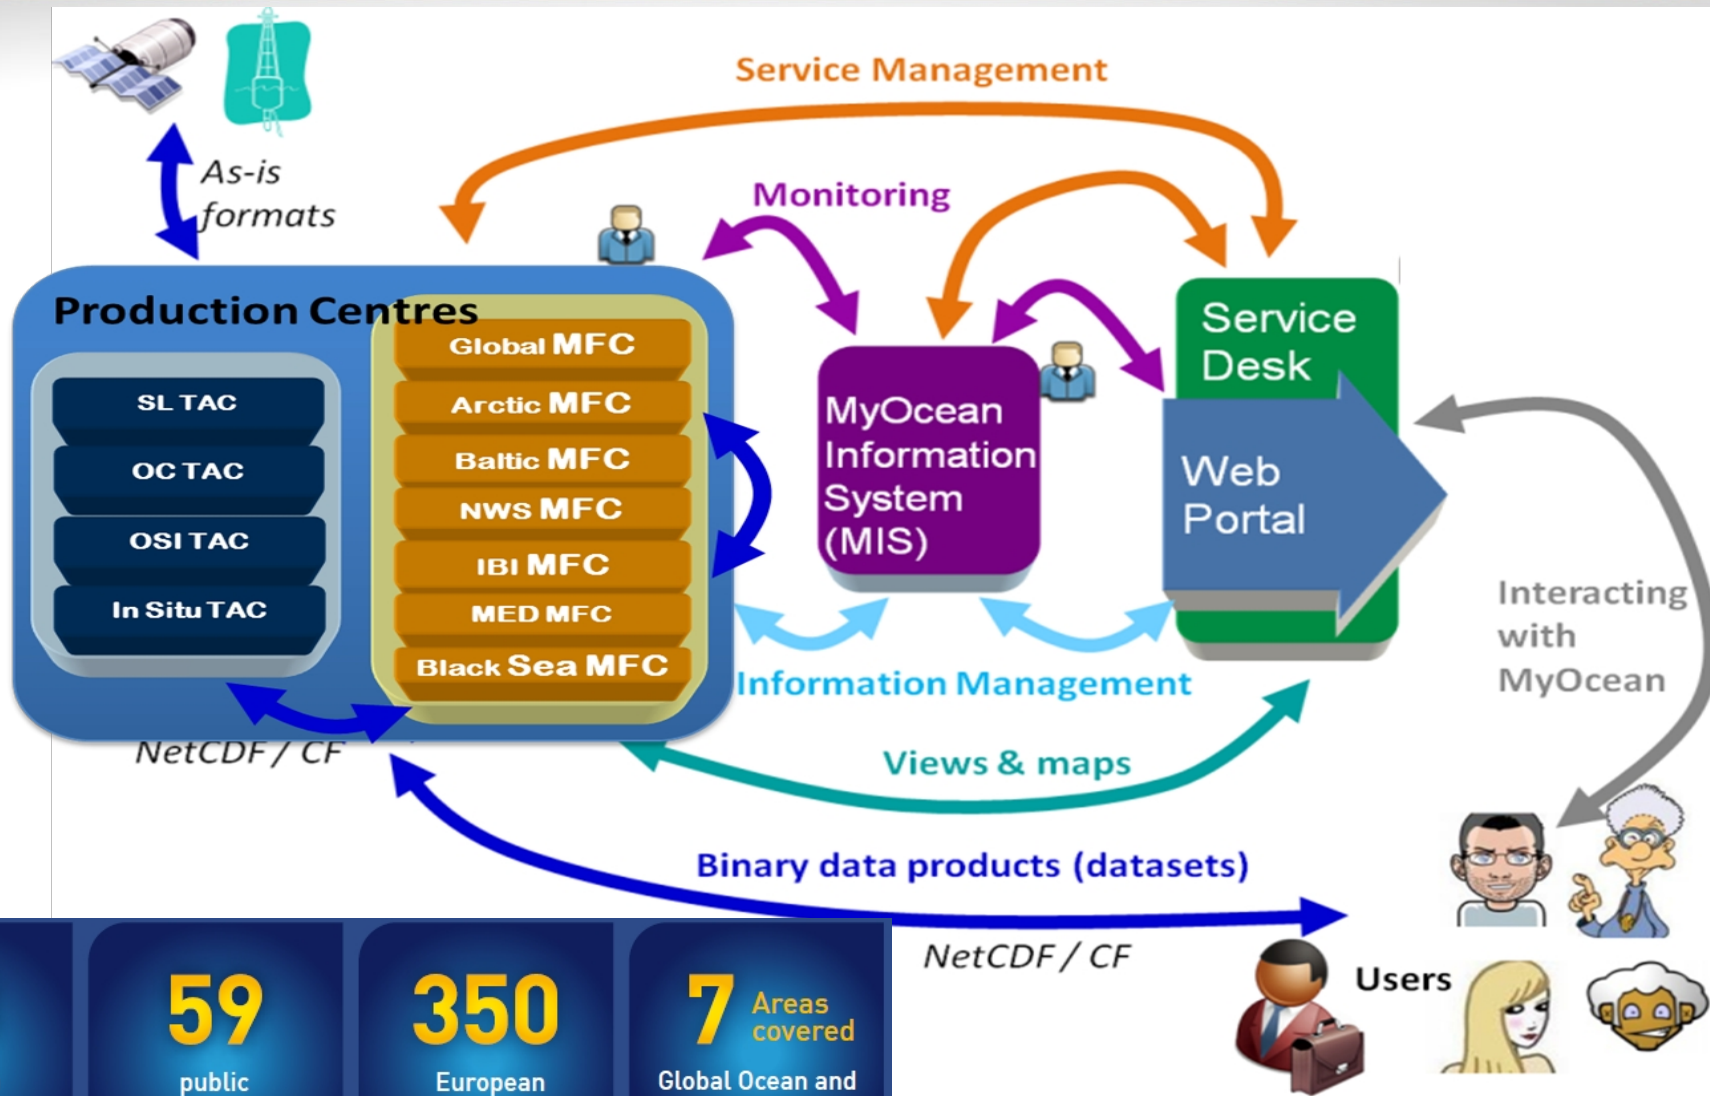 Service Management
As-is
formats
Monitoring
Production Centres
SL TAC
OC TAC
OSI TAC
In Situ TAC
Global MFC
Arctic MFC
Baltic MFC
NWS MFC
IBI MFC
MED MFC
Black Sea MFC
MyOcean
Information
System
(MIS)
Service
Desk
Web
Portal
Interacting
with
MyOcean
Information Management
NetCDF / CF
Views & maps
Binary data products (datasets)
NetCDF / CF
Users
59
public
350
European
7 Areas
covered
Global Ocean and